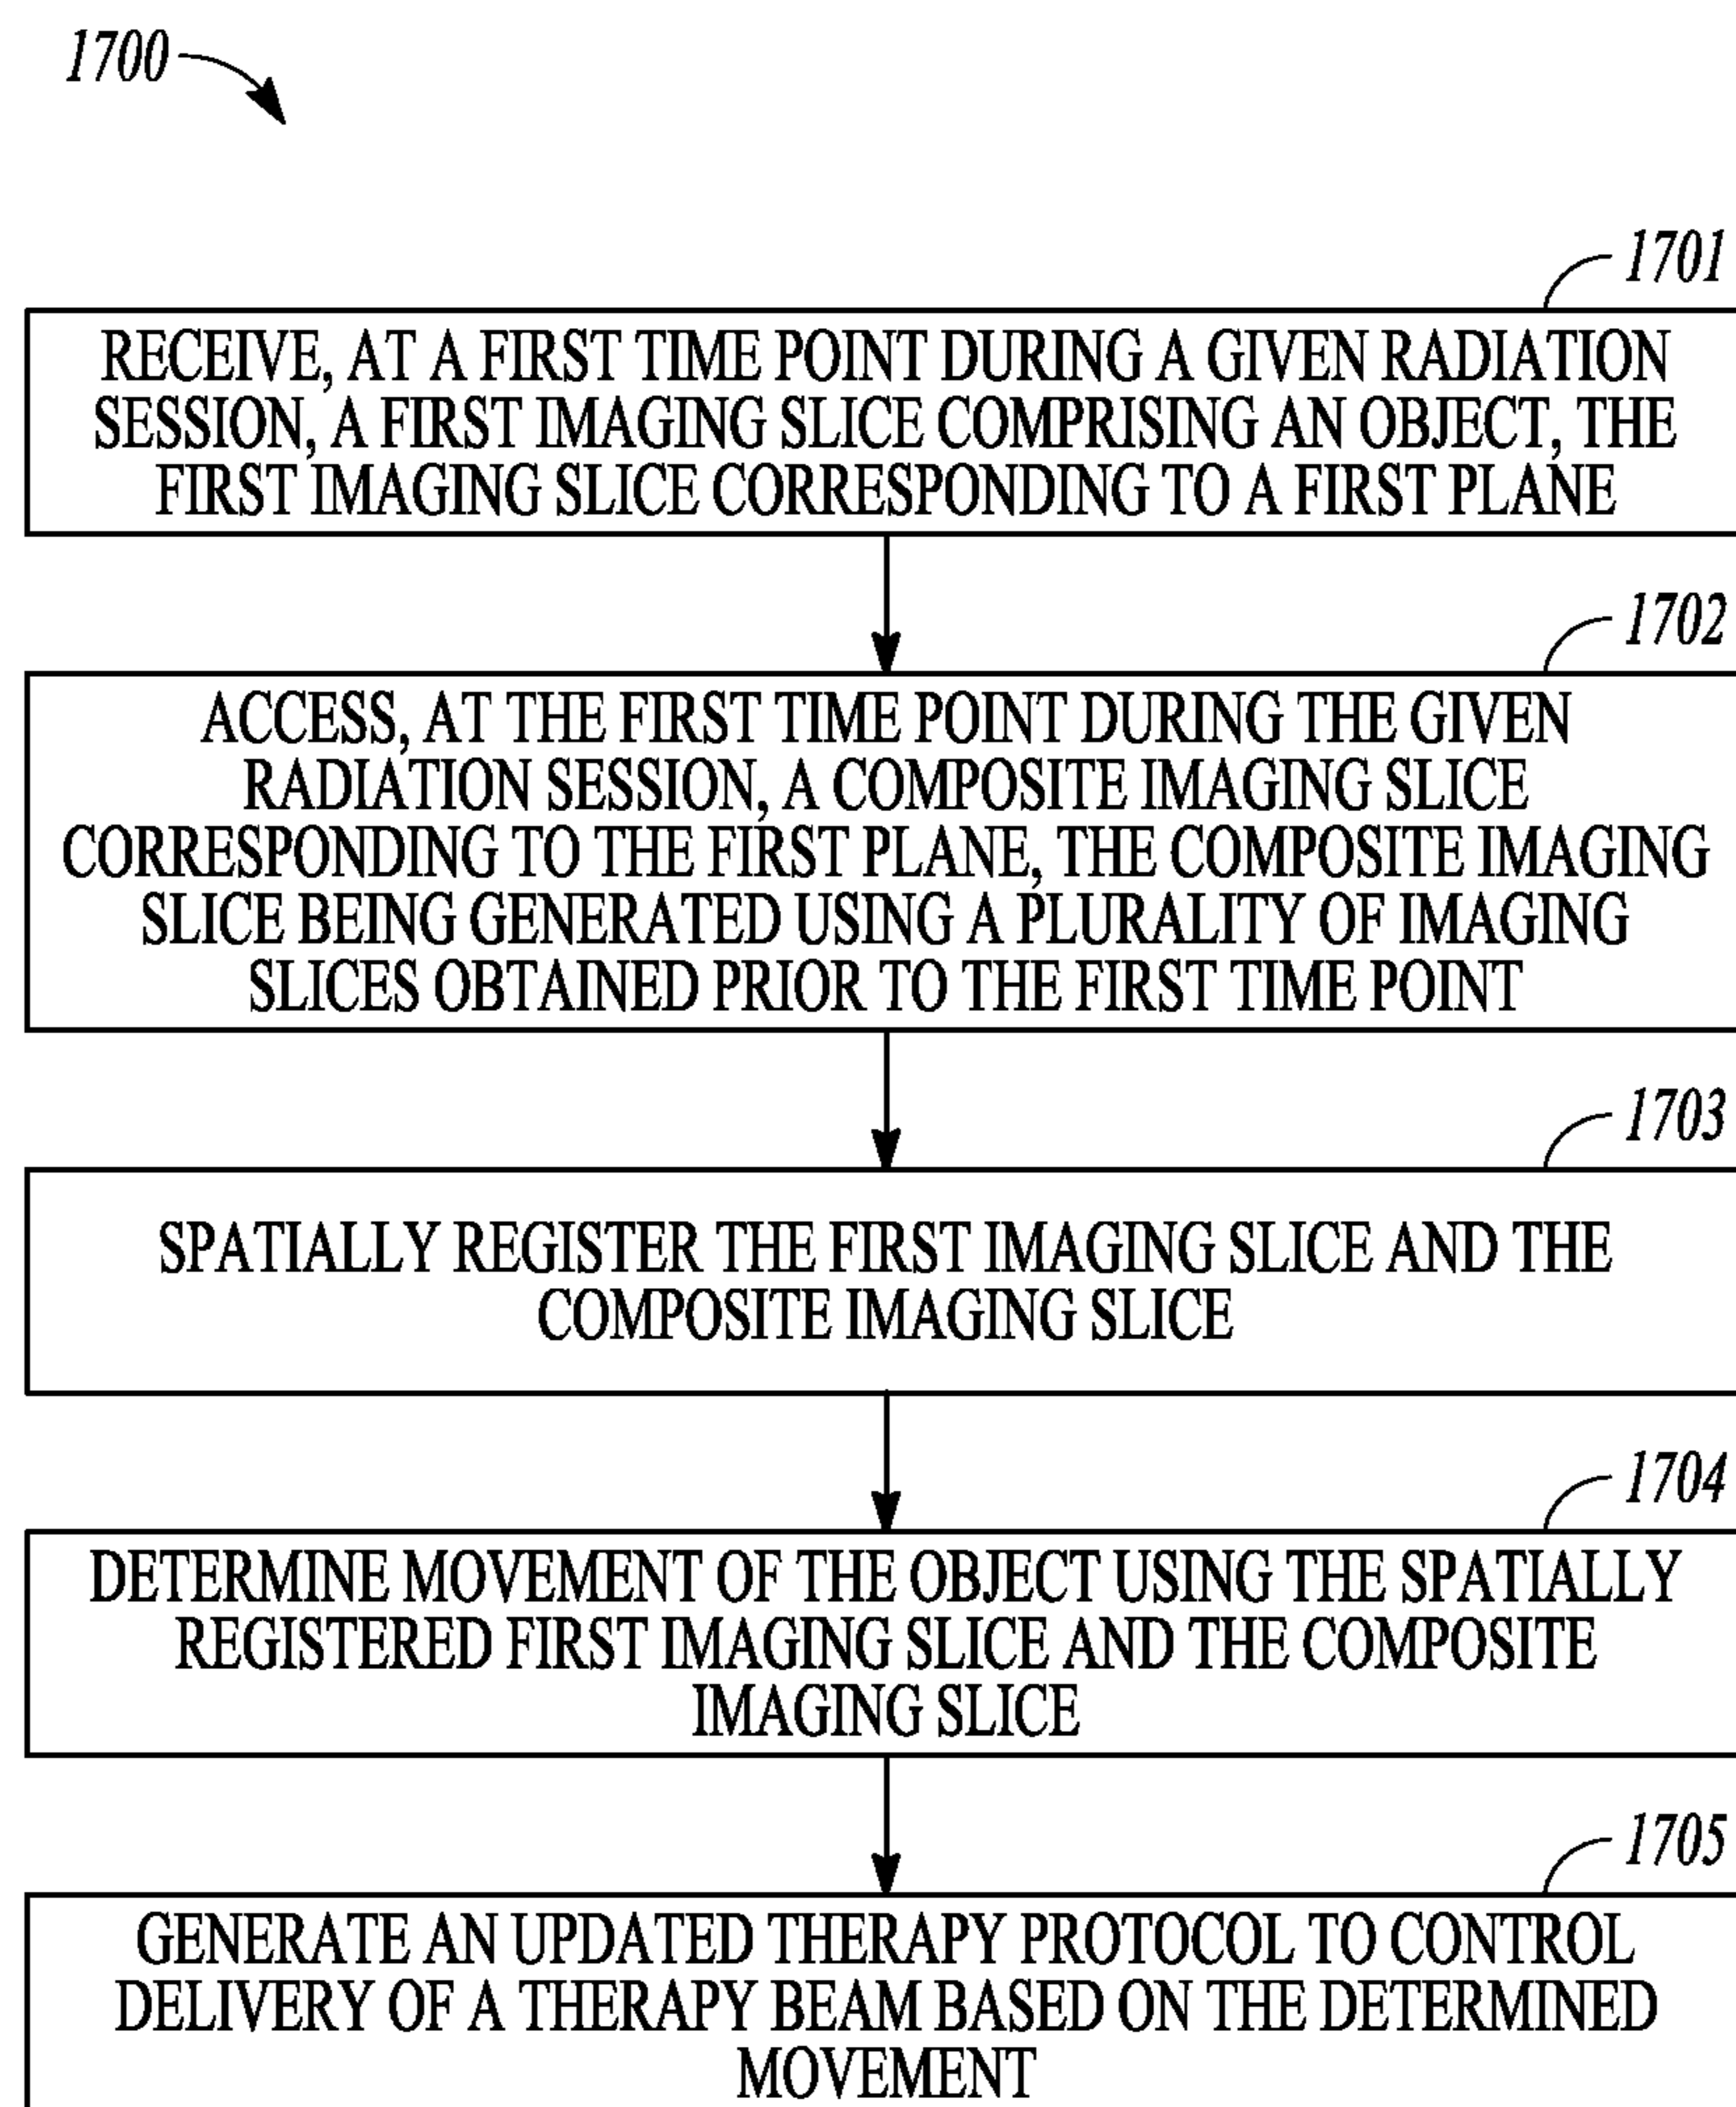 1700
1701
RECEIVE, AT A FIRST TIME POINT DURING A GIVEN RADIATION
SESSION, A FIRST IMAGING SLICE COMPRISING AN OBJECT, THE
FIRST IMAGING SLICE CORRESPONDING TO A FIRST PLANE
1702
ACCESS, AT THE FIRST TIME POINT DURING THE GIVEN
RADIATION SESSION, A COMPOSITE IMAGING SLICE
CORRESPONDING TO THE FIRST PLANE, THE COMPOSITE IMAGING
SLICE BEING GENERATED USING A PLURALITY OF IMAGING
SLICES OBTAINED PRIOR TO THE FIRST TIME POINT
1703
SPATIALLY REGISTER THE FIRST IMAGING SLICE AND THE
COMPOSITE IMAGING SLICE
1704
DETERMINE MOVEMENT OF THE OBJECT USING THE SPATIALLY
REGISTERED FIRST IMAGING SLICE AND THE COMPOSITE
IMAGING SLICE
1705
GENERATE AN UPDATED THERAPY PROTOCOL TO CONTROL
DELIVERY OF A THERAPY BEAM BASED ON THE DETERMINED
MOVEMENT